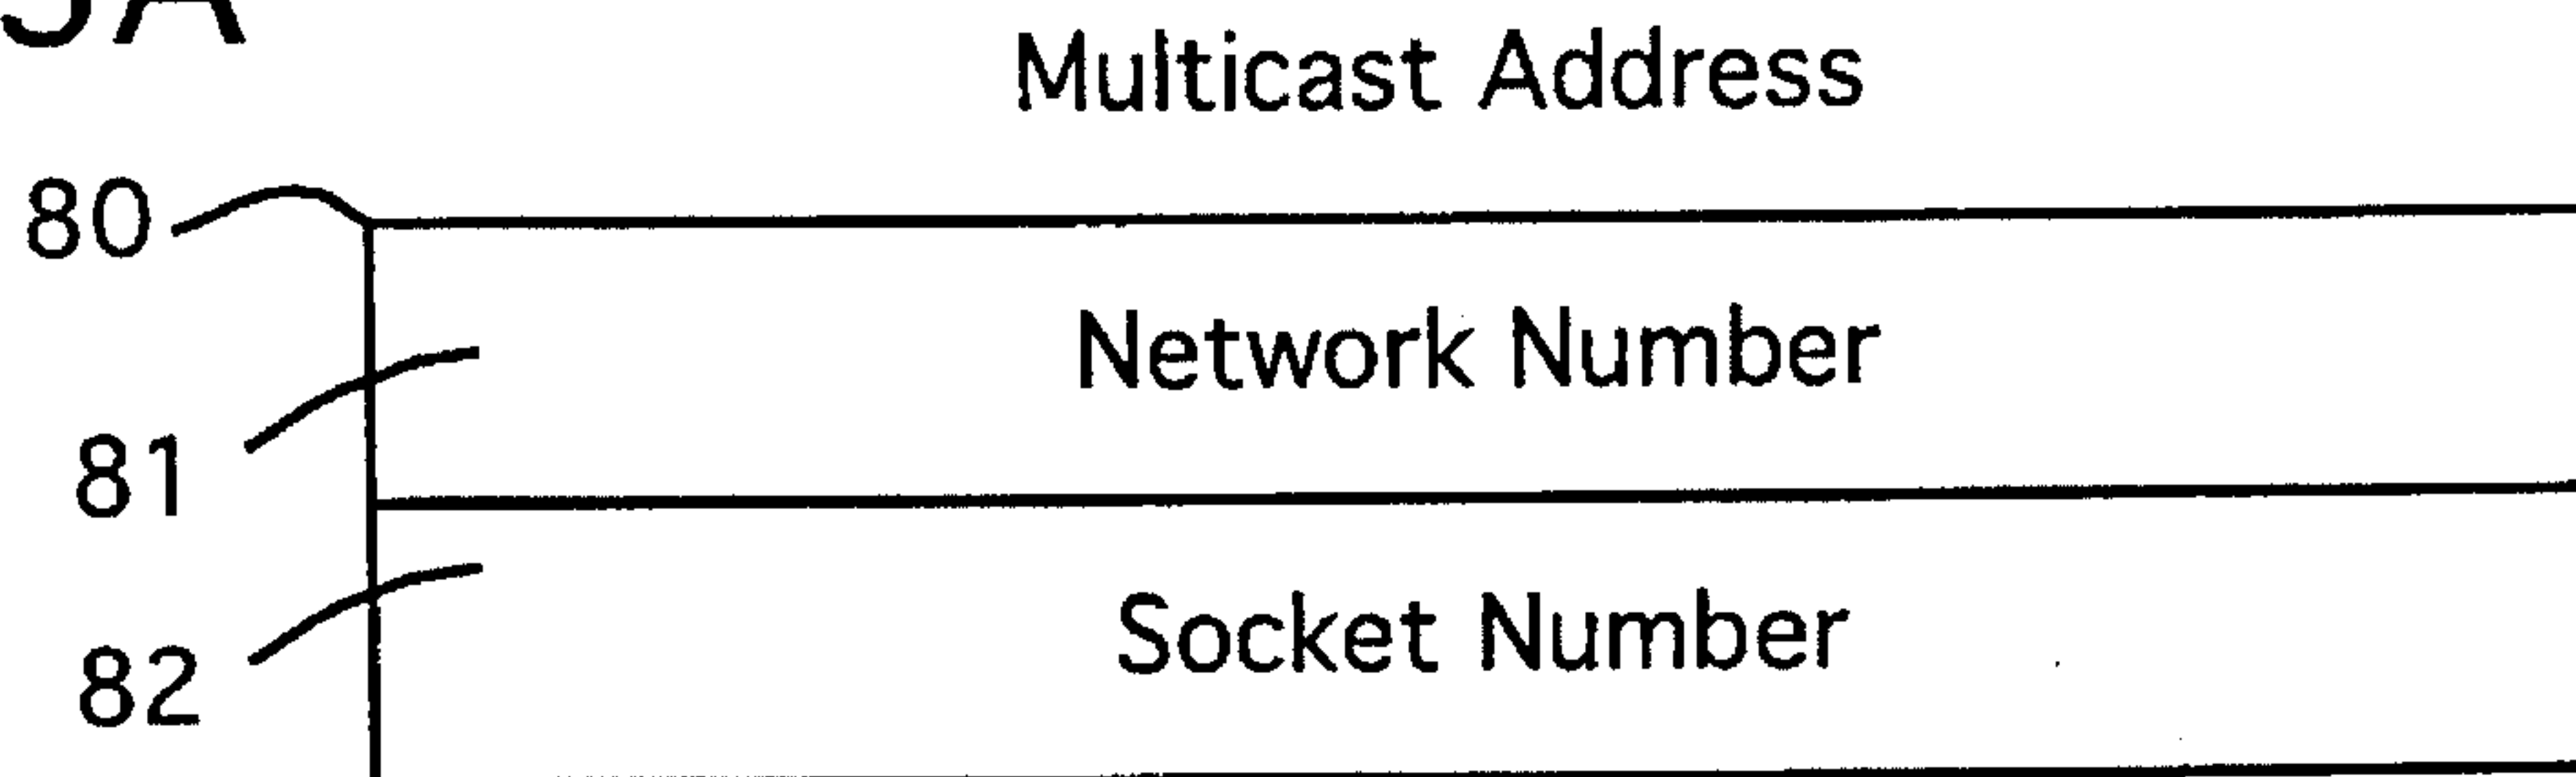 Multicast Address
80
Network Number
81
Socket Number
82